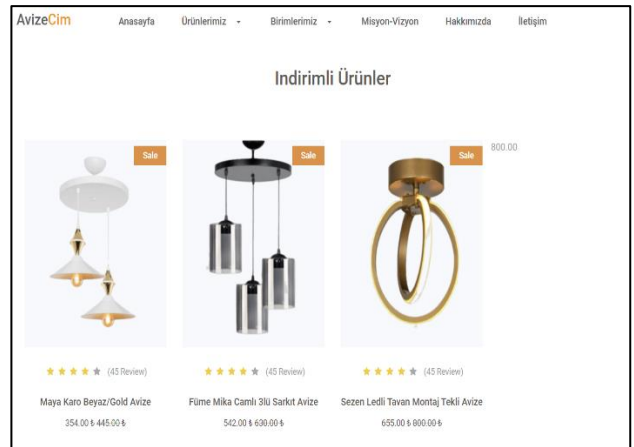 AvizeCim Anasayfa Ürünlerimiz Birimlerimiz Misyon-Vizyon Hakkımızda İletişim
Indirimli Ürünler
Sale Sale Sale 800.00
(45 Review) (45 Review) (45 Review)
Maya Karo Beyaz/Gold Avize Füme Mika Camlı 3lü Sarkıt Avize Sezen Ledli Tavan Montaj Tekli Avize
354.00 ₺ 445.00 ₺ 542.00 ₺ 630.00 ₺ 655.00 ₺ 800.00 ₺